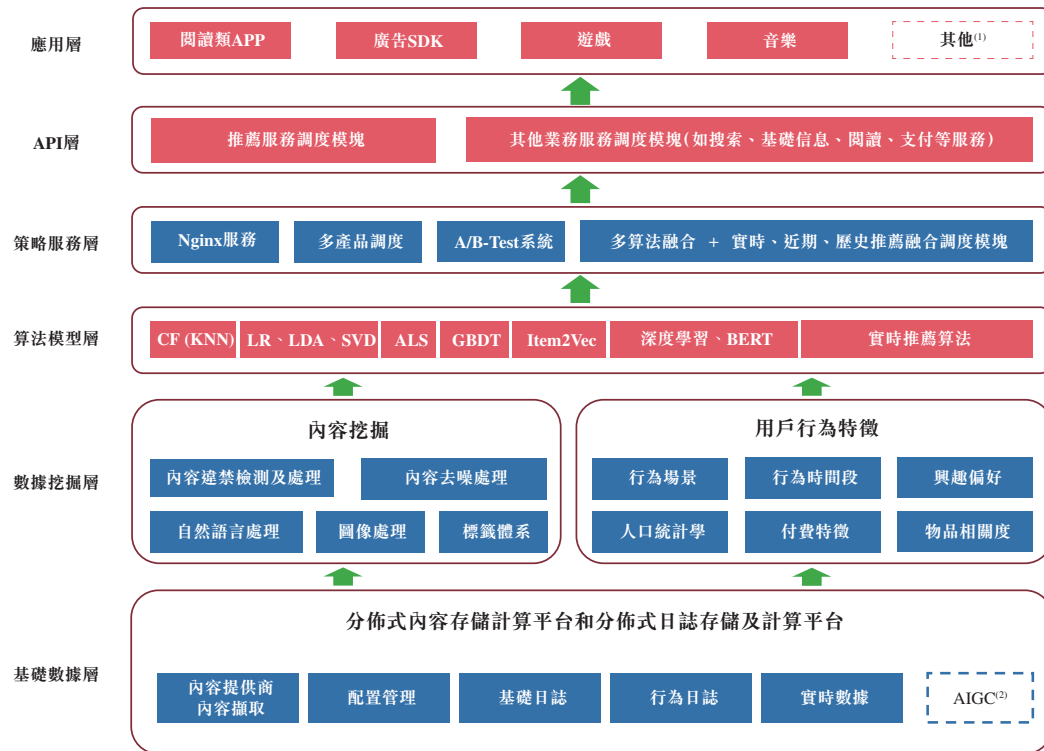 應用層
閱讀類APP
廣告SDK
遊戲
音樂
其他(1)
API層
推薦服務調度模塊
其他業務服務調度模塊(如搜索、基礎信息、閱讀、支付等服務)
策略服務層
Nginx服務
多產品調度
A/B-Test系統
多算法融合 + 實時、近期、歷史推薦融合調度模塊
算法模型層
CF (KNN)
LR、LDA、SVD
ALS
GBDT
Item2Vec
深度學習、BERT
實時推薦算法
數據挖掘層
內容挖掘
內容違禁檢測及處理
內容去噪處理
自然語言處理
圖像處理
標籤體系
用戶行為特徵
行為場景
行為時間段
興趣偏好
人口統計學
付費特徵
物品相關度
基礎數據層
分佈式內容存儲計算平台和分佈式日誌存儲及計算平台
內容提供商
內容擷取
配置管理
基礎日誌
行為日誌
實時數據
AIGC(2)